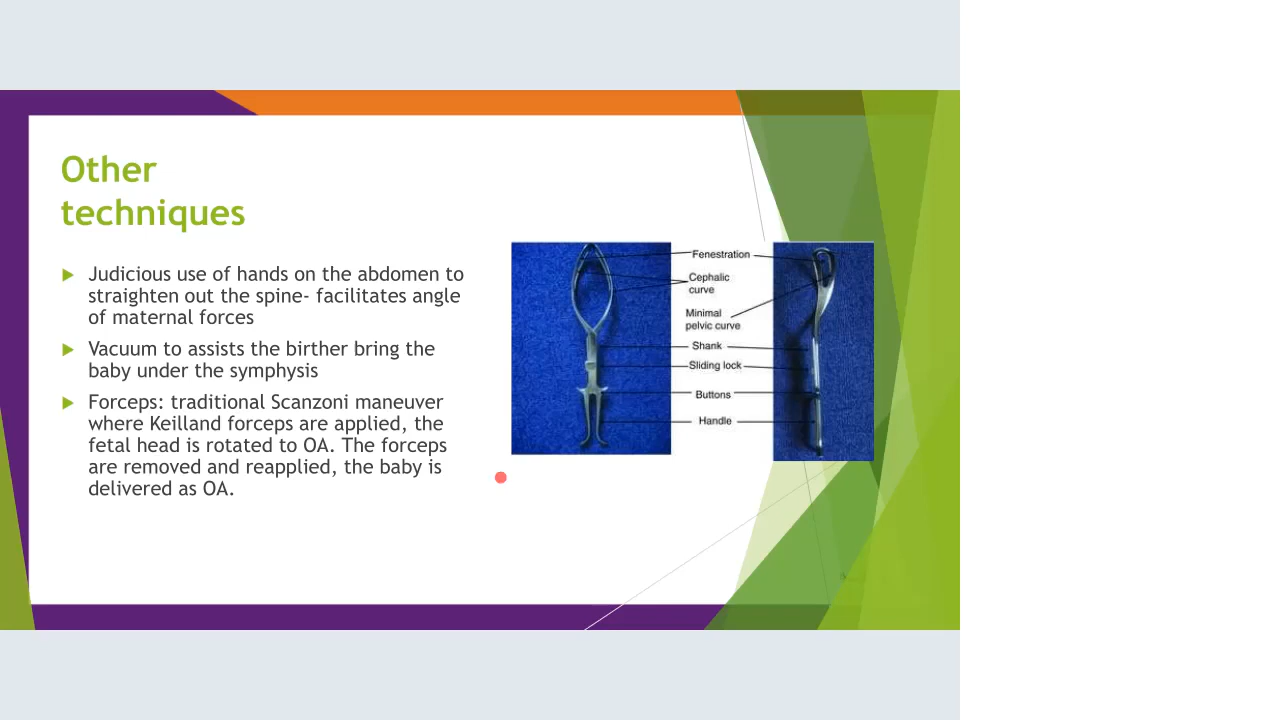 Other
techniques
Judicious use of hands on the abdomen to
straighten out the spine- facilitates angle
of maternal forces
Vacuum to assists the birther bring the
baby under the symphysis
Forceps: traditional Scanzoni maneuver
where Keilland forceps are applied, the
fetal head is rotated to OA. The forceps
are removed and reapplied, the baby is
delivered as OA.
Fenestration
Cephalic
curve
Minimal
pelvic curve
Shank
Sliding lock
Buttons
Handle